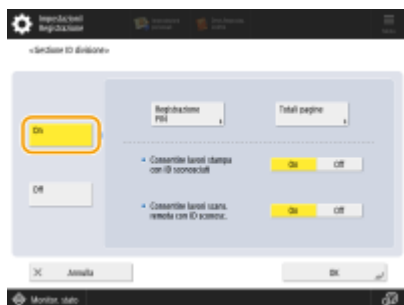 Impostazioni/
Registrazione
<Gestione ID divisione>
On
Registrazione
PIN
Totali pagine
Consentire lavori stampa
con ID sconosciuti
On
Off
Off
Consentire lavori scans.
remota con ID sconosc.
On
Off
Annulla
OK
Monitor. stato